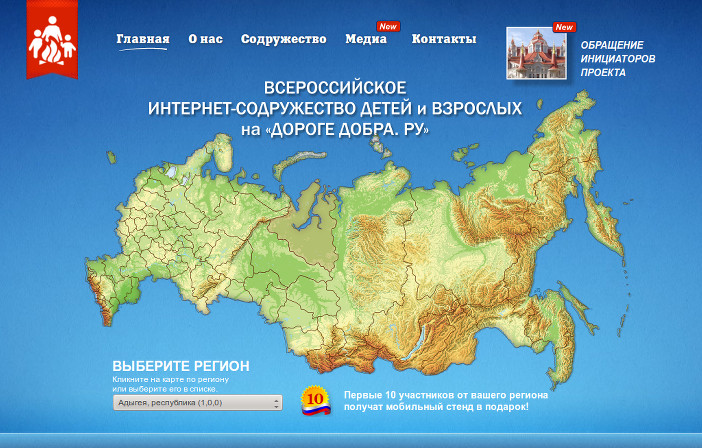 Главная О нас Содружество Медиа New Контакты New
ОБРАЩЕНИЕ
ИНИЦИАТОРОВ
ПРОЕКТА
ВСЕРОССИЙСКОЕ
ИНТЕРНЕТ-СОДРУЖЕСТВО ДЕТЕЙ и ВЗРОСЛЫХ
на «ДОРОГЕ ДОБРА. РУ»
ВЫБЕРИТЕ РЕГИОН
Кликните на карте по региону
или выберите его в списке.
Адыгея, республика (1,0,0)
10
Первые 10 участников от вашего региона
получат мобильный стенд в подарок!